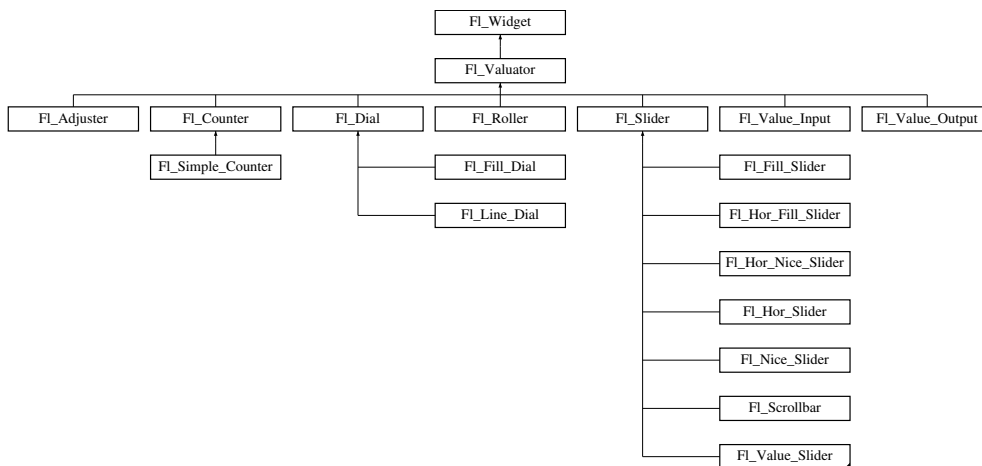 Fl_Widget
Fl_Valuator
Fl_Adjuster
Fl_Counter
Fl_Dial
Fl_Roller
Fl_Slider
Fl_Value_Input
Fl_Value_Output
Fl_Simple_Counter
Fl_Fill_Dial
Fl_Fill_Slider
Fl_Line_Dial
Fl_Hor_Fill_Slider
Fl_Hor_Nice_Slider
Fl_Hor_Slider
Fl_Nice_Slider
Fl_Scrollbar
Fl_Value_Slider